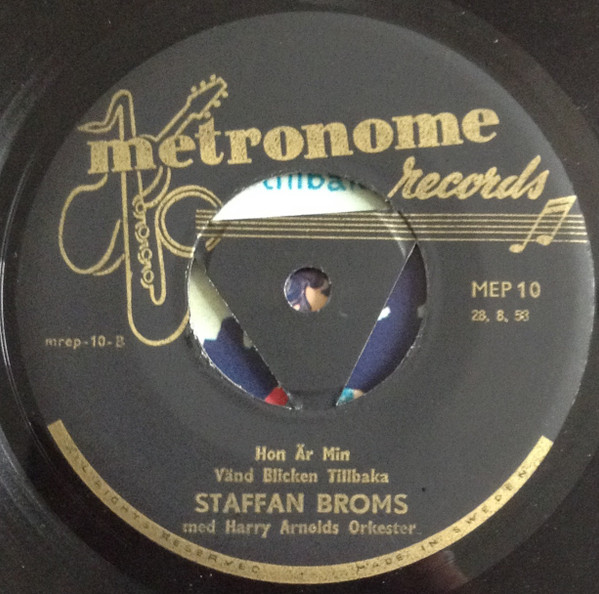 metronome
records
tillbak
MEP 10
28. 8. 53
mrep-10-B
Hon Är Min
Vänd Blicken Tillbaka
STAFFAN BROMS
med Harry Arnolds Orkester
ALL RIGHTS RESERVED · MADE IN SWEDEN